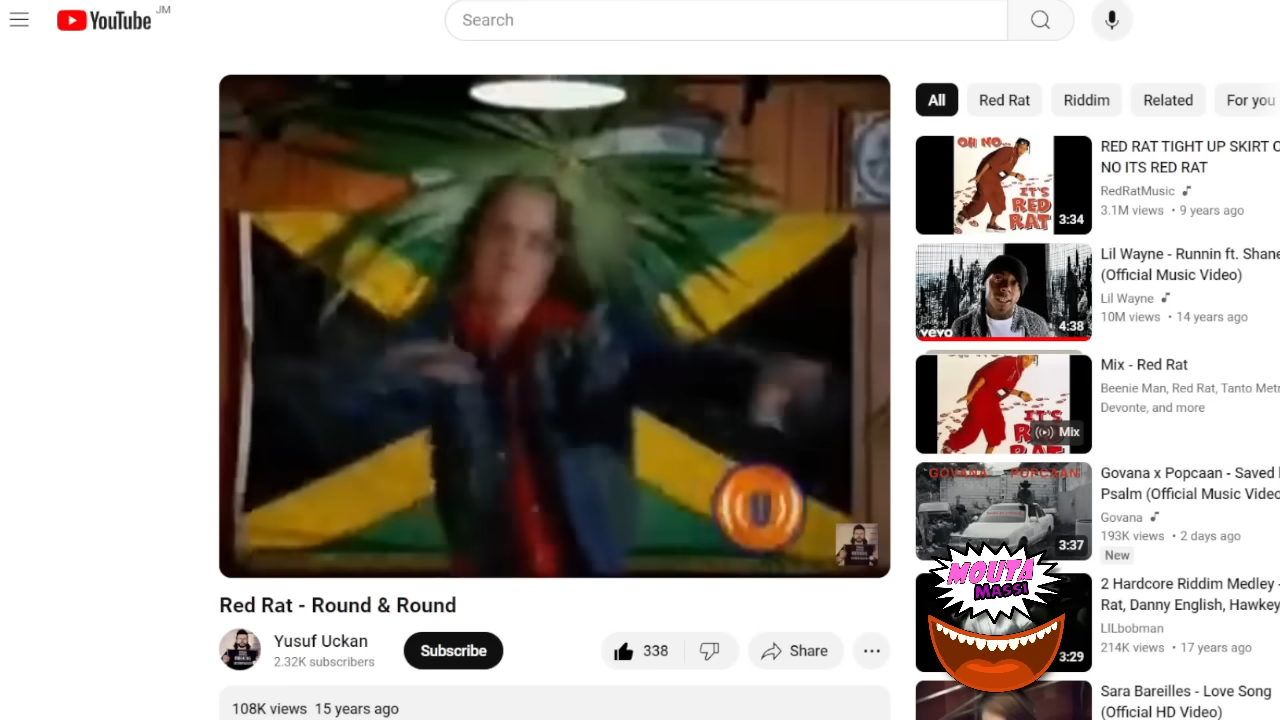 YouTube JM
Search
All
Red Rat
Riddim
Related
For you
OH NO...
IT'S
RED
RAT
3:34
RED RAT TIGHT UP SKIRT O
NO ITS RED RAT
RedRatMusic
3.1M views • 9 years ago
vevo
4:38
Lil Wayne - Runnin ft. Shane
(Official Music Video)
Lil Wayne
10M views • 14 years ago
IT'S
Mix
Mix - Red Rat
Beenie Man, Red Rat, Tanto Metr
Devonte, and more
GOVANA POPCAAN
3:37
Govana x Popcaan - Saved
Psalm (Official Music Video
Govana
193K views • 2 days ago
New
MOUTA
MASSI
3:29
2 Hardcore Riddim Medley -
Rat, Danny English, Hawkey
LILbobman
214K views • 17 years ago
Sara Bareilles - Love Song
(Official HD Video)
U
Red Rat - Round & Round
Yusuf Uckan
2.32K subscribers
Subscribe
338
Share
108K views 15 years ago